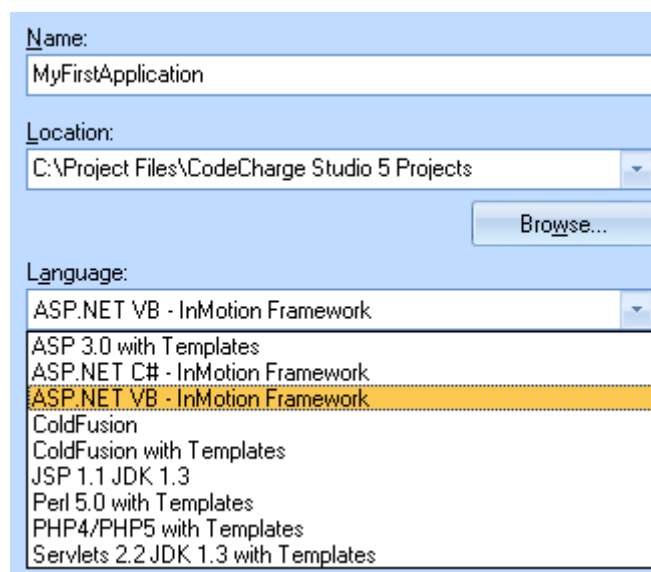 Name:
MyFirstApplication
Location:
C:\Project Files\CodeCharge Studio 5 Projects
Browse...
Language:
ASP.NET VB - InMotion Framework
ASP 3.0 with Templates
ASP.NET C# - InMotion Framework
ASP.NET VB - InMotion Framework
ColdFusion
ColdFusion with Templates
JSP 1.1 JDK 1.3
Perl 5.0 with Templates
PHP4/PHP5 with Templates
Servlets 2.2 JDK 1.3 with Templates